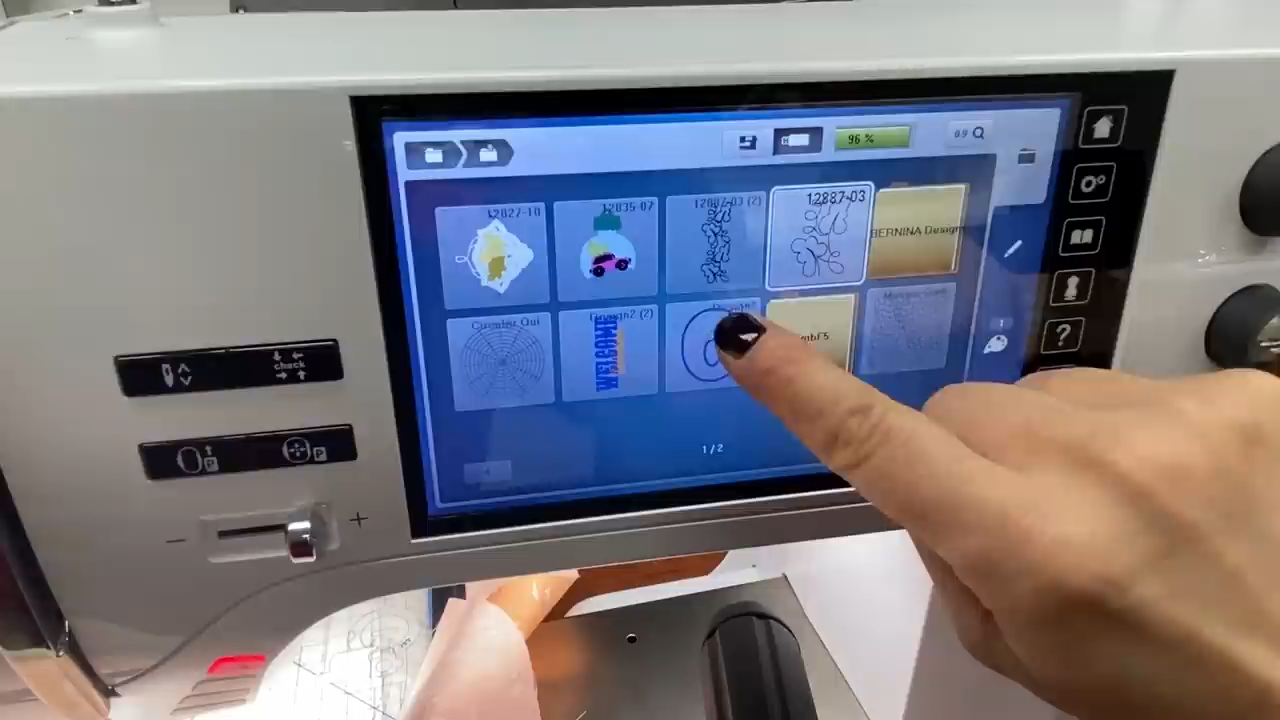 96 %
12827-10
12835-07
12887-03 (2)
12887-03
BERNINA Design
Circular Qui
Design2 (2)
WELCOME
1/2
check
P
P
- +
?